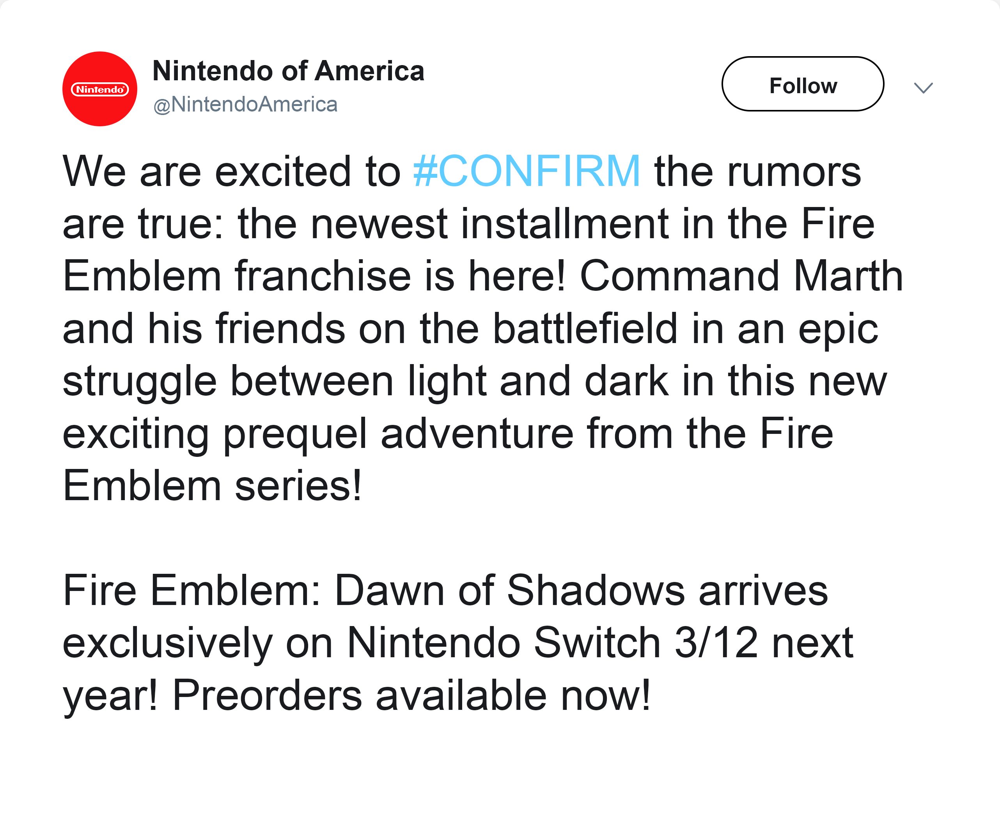 Nintendo®
Nintendo of America
@NintendoAmerica
Follow
We are excited to #CONFIRM the rumors
are true: the newest installment in the Fire
Emblem franchise is here! Command Marth
and his friends on the battlefield in an epic
struggle between light and dark in this new
exciting prequel adventure from the Fire
Emblem series!
Fire Emblem: Dawn of Shadows arrives
exclusively on Nintendo Switch 3/12 next
year! Preorders available now!